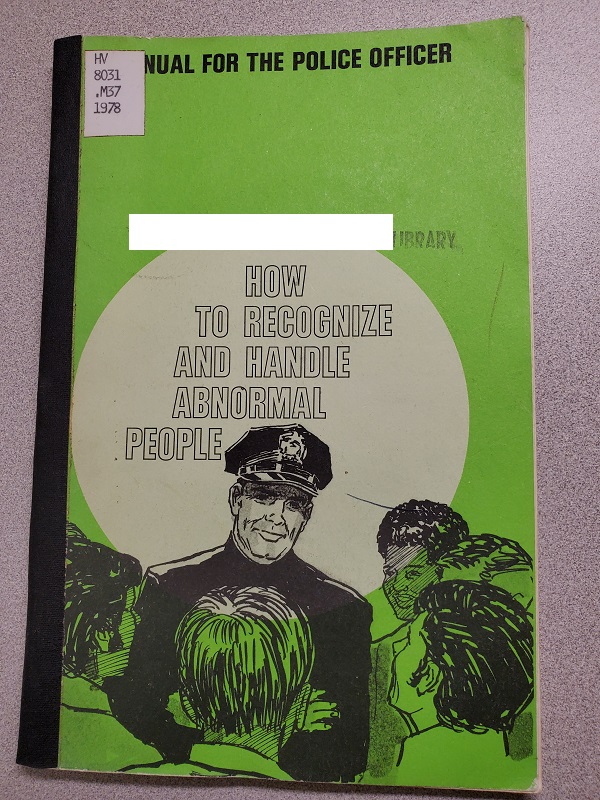 HV
8031
.M37
1978
NUAL FOR THE POLICE OFFICER
LIBRARY
HOW
TO RECOGNIZE
AND HANDLE
ABNORMAL
PEOPLE